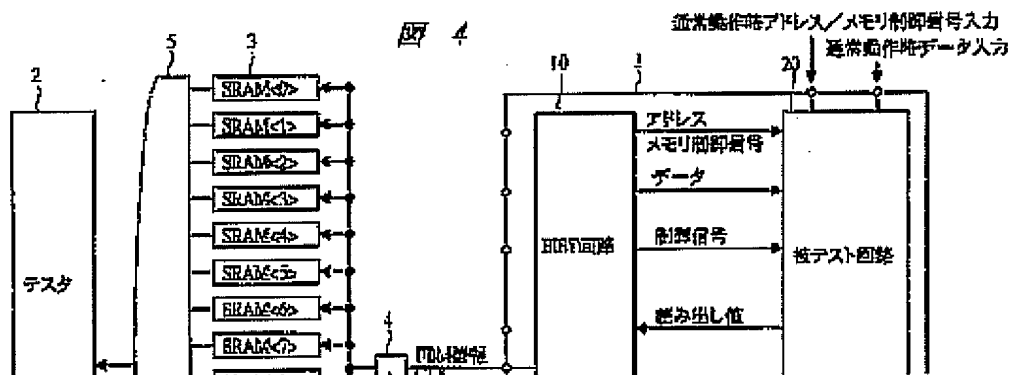 図 4
通常動作時アドレス／メモリ制御信号入力
通常動作時データ入力
2
5
3
10
1
20
SRAM<0>
SRAM<1>
SRAM<2>
SRAM<3>
SRAM<4>
SRAM<5>
SRAM<6>
SRAM<7>
テスタ
アドレス
メモリ制御信号
データ
制御信号
被テスト回路
読み出し値
4